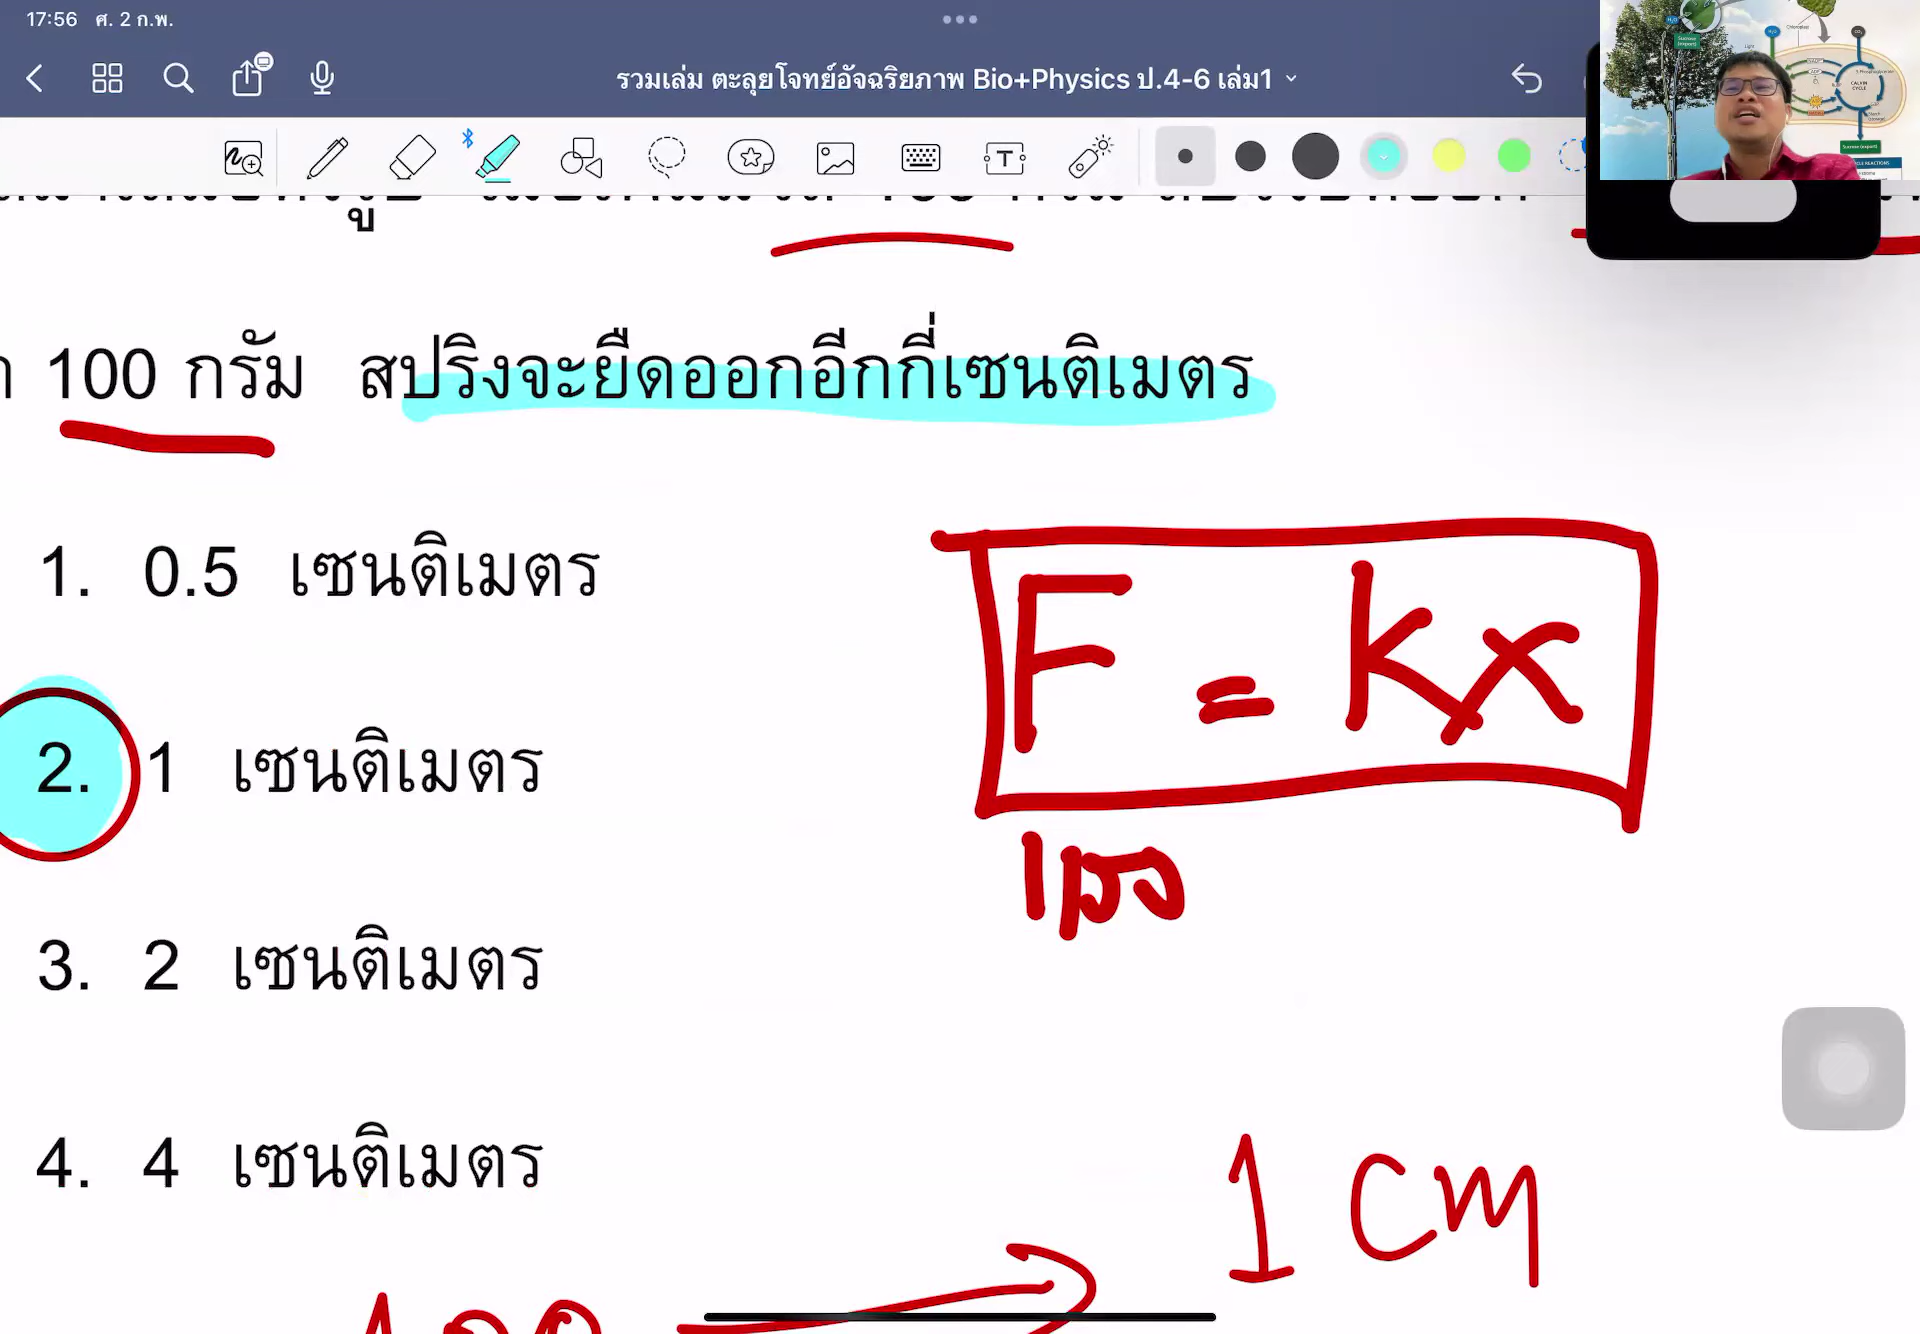 17:56 ศ. 2 ก.พ.
รวมเล่ม ตะลุยโจทย์อัจฉริยภาพ Bio+Physics ป.4-6 เล่ม1
100 กรัม สปริงจะยืดออกอีกกี่เซนติเมตร
1. 0.5 เซนติเมตร
F = kx
2. 1 เซนติเมตร
แรง
3. 2 เซนติเมตร
4. 4 เซนติเมตร
1 cm
100